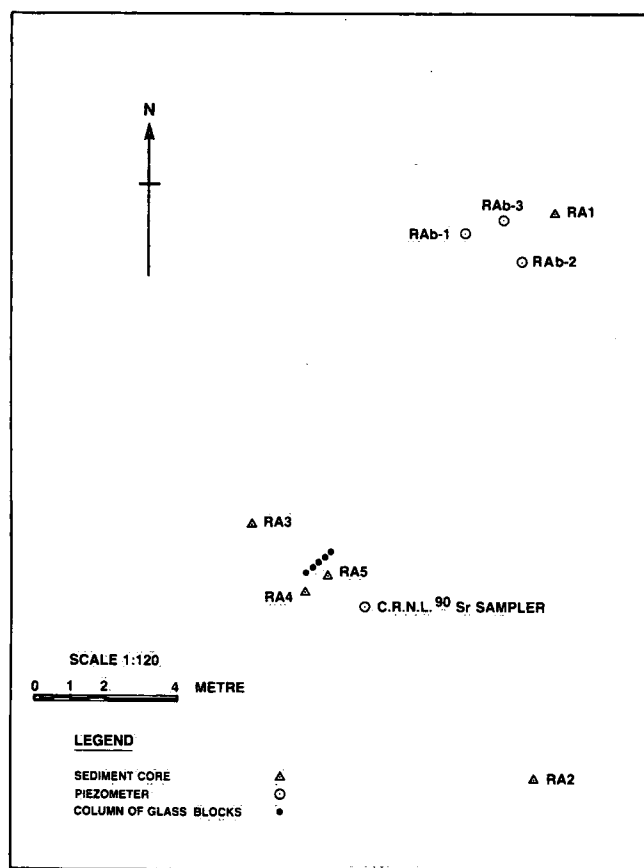 N
RAb-3
RA1
RAb-1
RAb-2
RA3
RA5
RA4
C.R.N.L. 90 Sr SAMPLER
SCALE 1:120
0 1 2 4 METRE
LEGEND
SEDIMENT CORE
PIEZOMETER
COLUMN OF GLASS BLOCKS
RA2